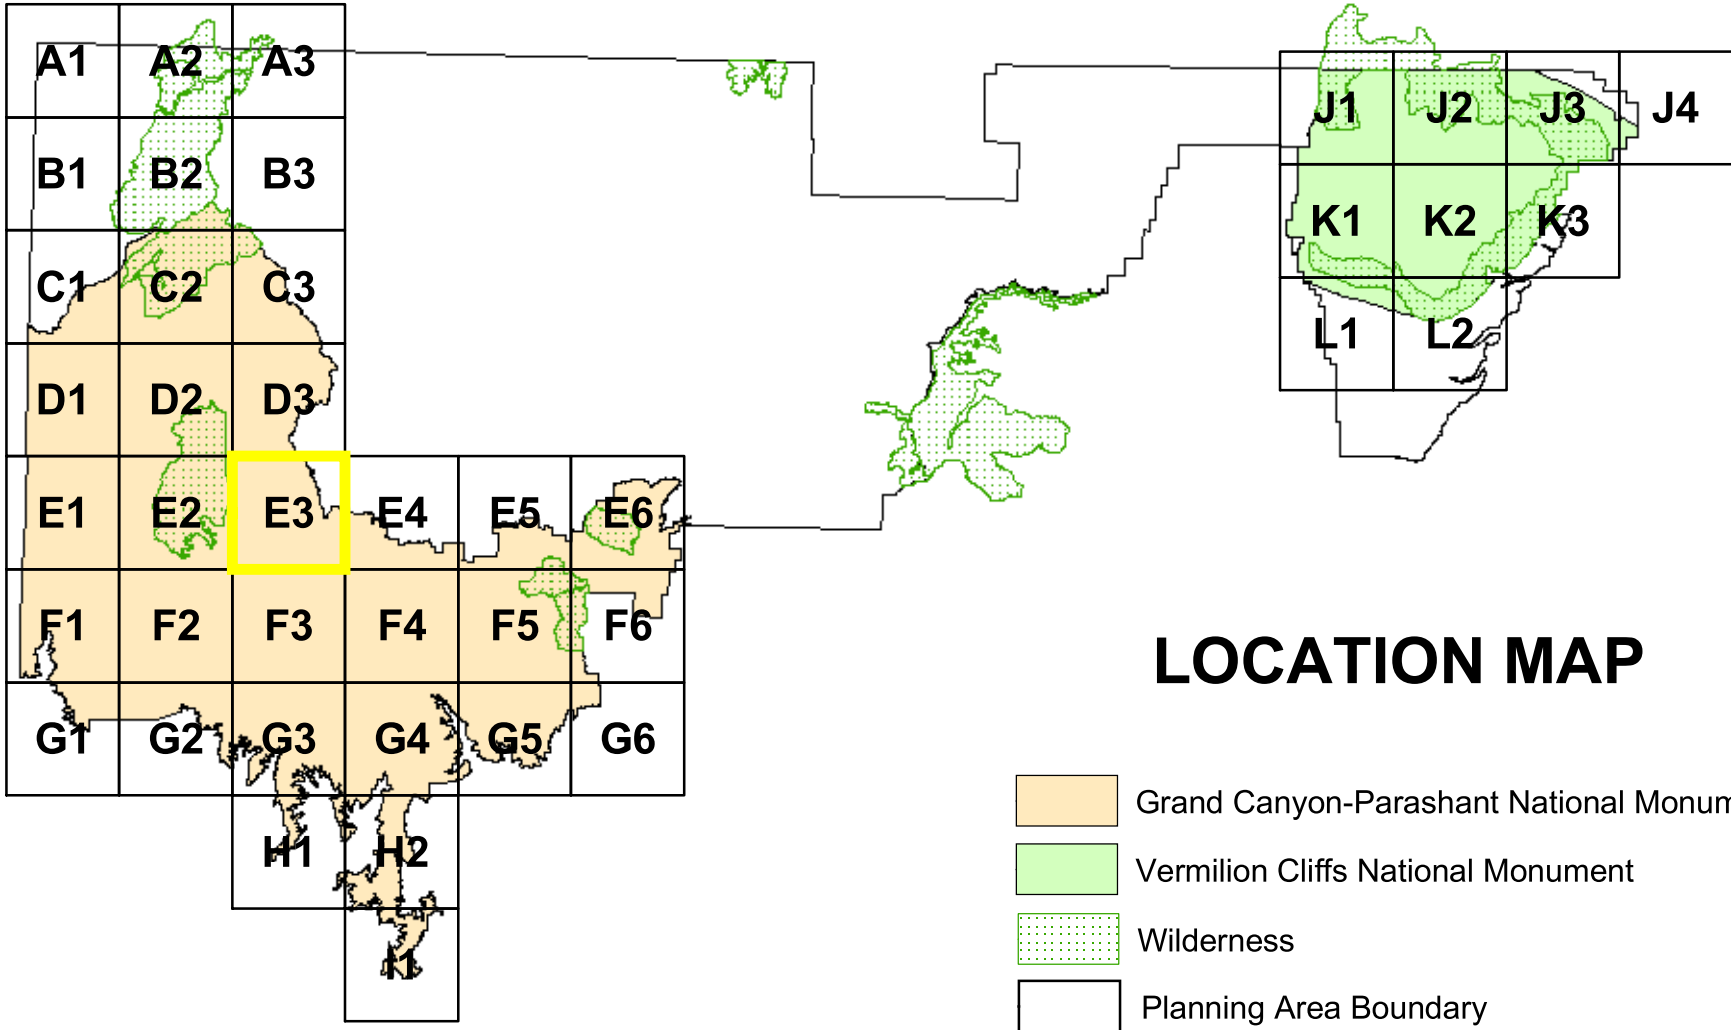 A1 A2 A3
J1 J2 J3 J4
B1 B2 B3
K1 K2 K3
C1 C2 C3
L1 L2
D1 D2 D3
E1 E2 E3 E4 E5 E6
F1 F2 F3 F4 F5 F6
LOCATION MAP
G1 G2 G3 G4 G5 G6
Grand Canyon-Parashant National Monum
Vermilion Cliffs National Monument
H1 H2
Wilderness
I1
Planning Area Boundary